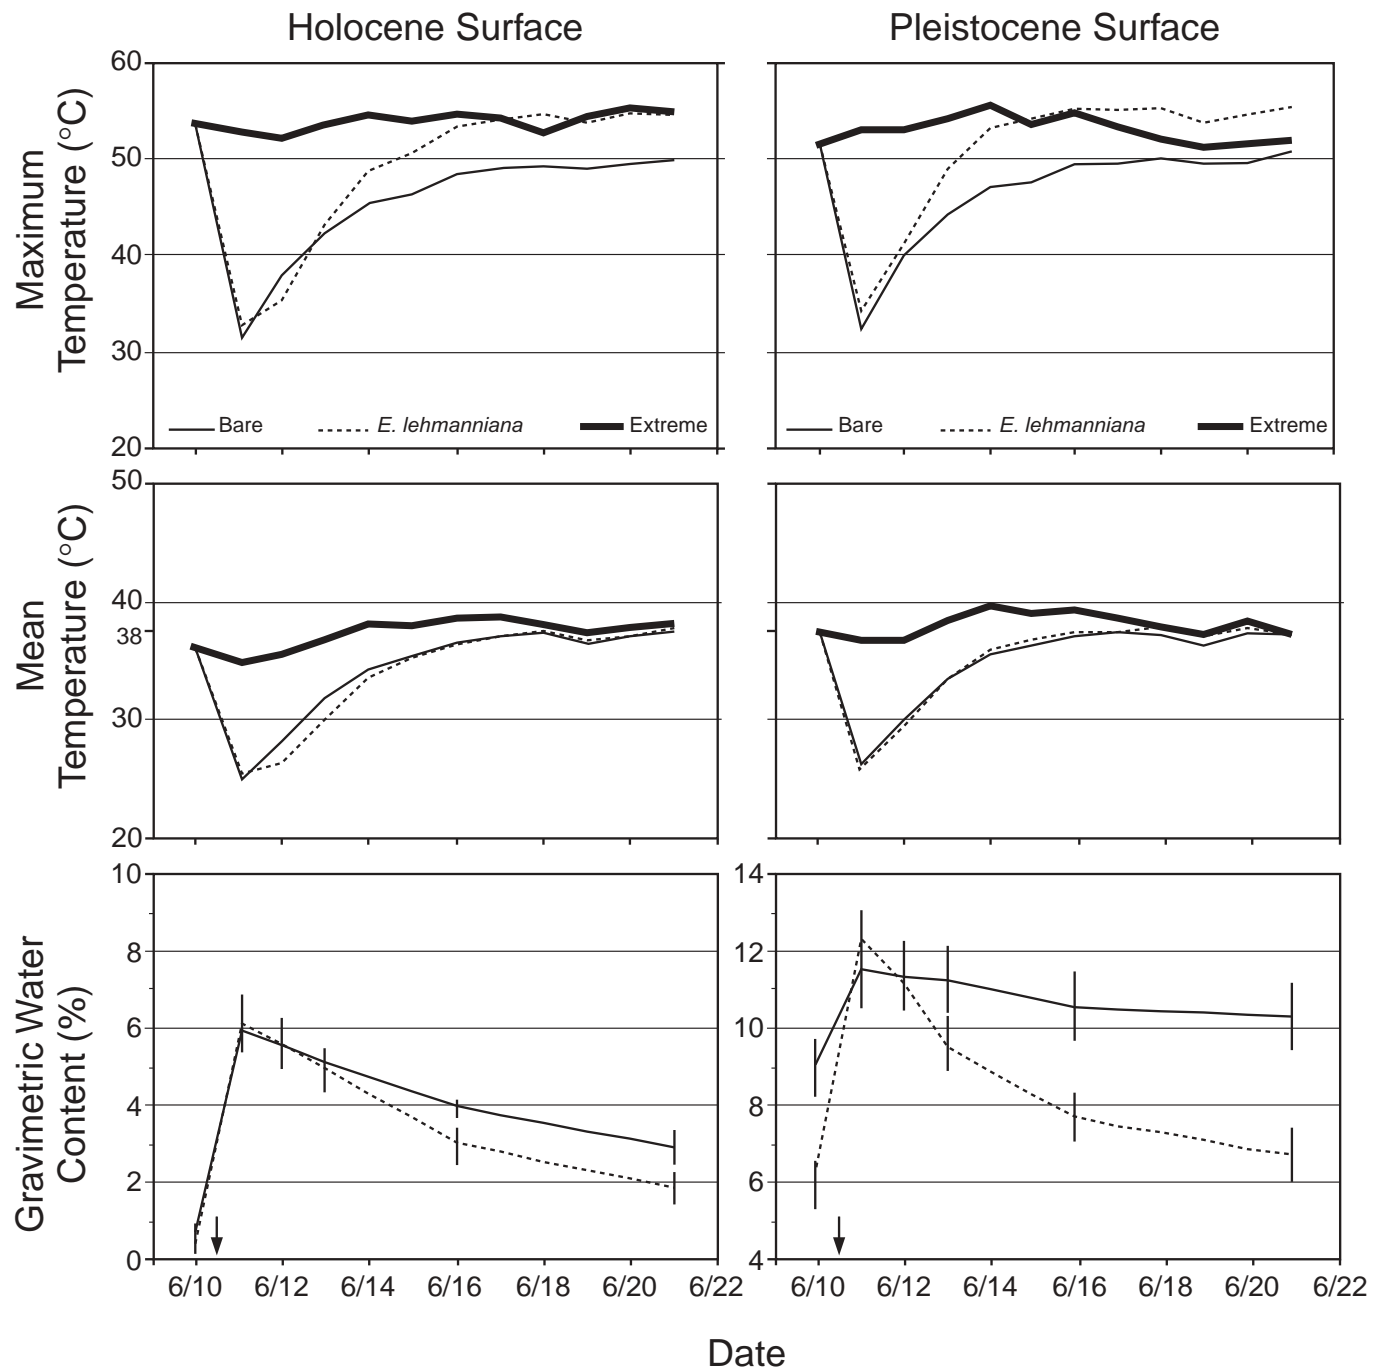 Holocene Surface
Pleistocene Surface
Maximum
Temperature (°C)
60
50
40
30
20
Bare
E. lehmanniana
Extreme
Bare
E. lehmanniana
Extreme
Mean
Temperature (°C)
50
40
38
30
20
Gravimetric Water
Content (%)
10
8
6
4
2
0
14
12
10
8
6
4
6/10 6/12 6/14 6/16 6/18 6/20 6/22
6/10 6/12 6/14 6/16 6/18 6/20 6/22
Date